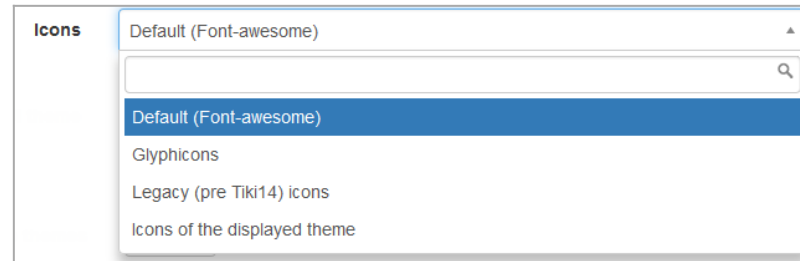 Icons Default (Font-awesome)
Default (Font-awesome)
Glyphicons
Legacy (pre Tiki14) icons
Icons of the displayed theme